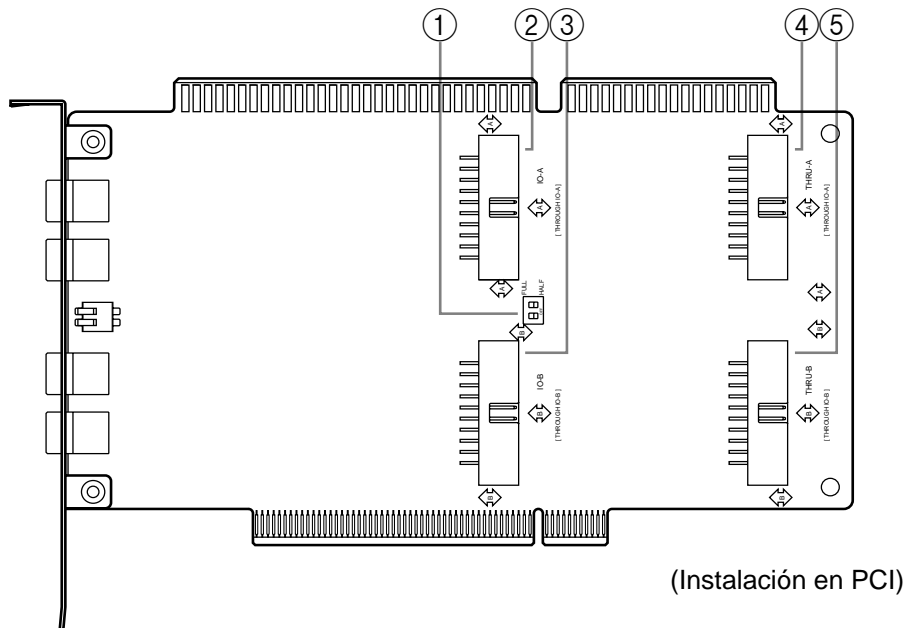 1 2 3 4 5
IO-A
[ THROUGH IO-A ]
THRU-A
[ THROUGH IO-A ]
A
A
A
A
A
A
FULL
HALF
B
B
IO-B
[ THROUGH IO-B ]
THRU-B
[ THROUGH IO-B ]
B
B
B
B
(Instalación en PCI)